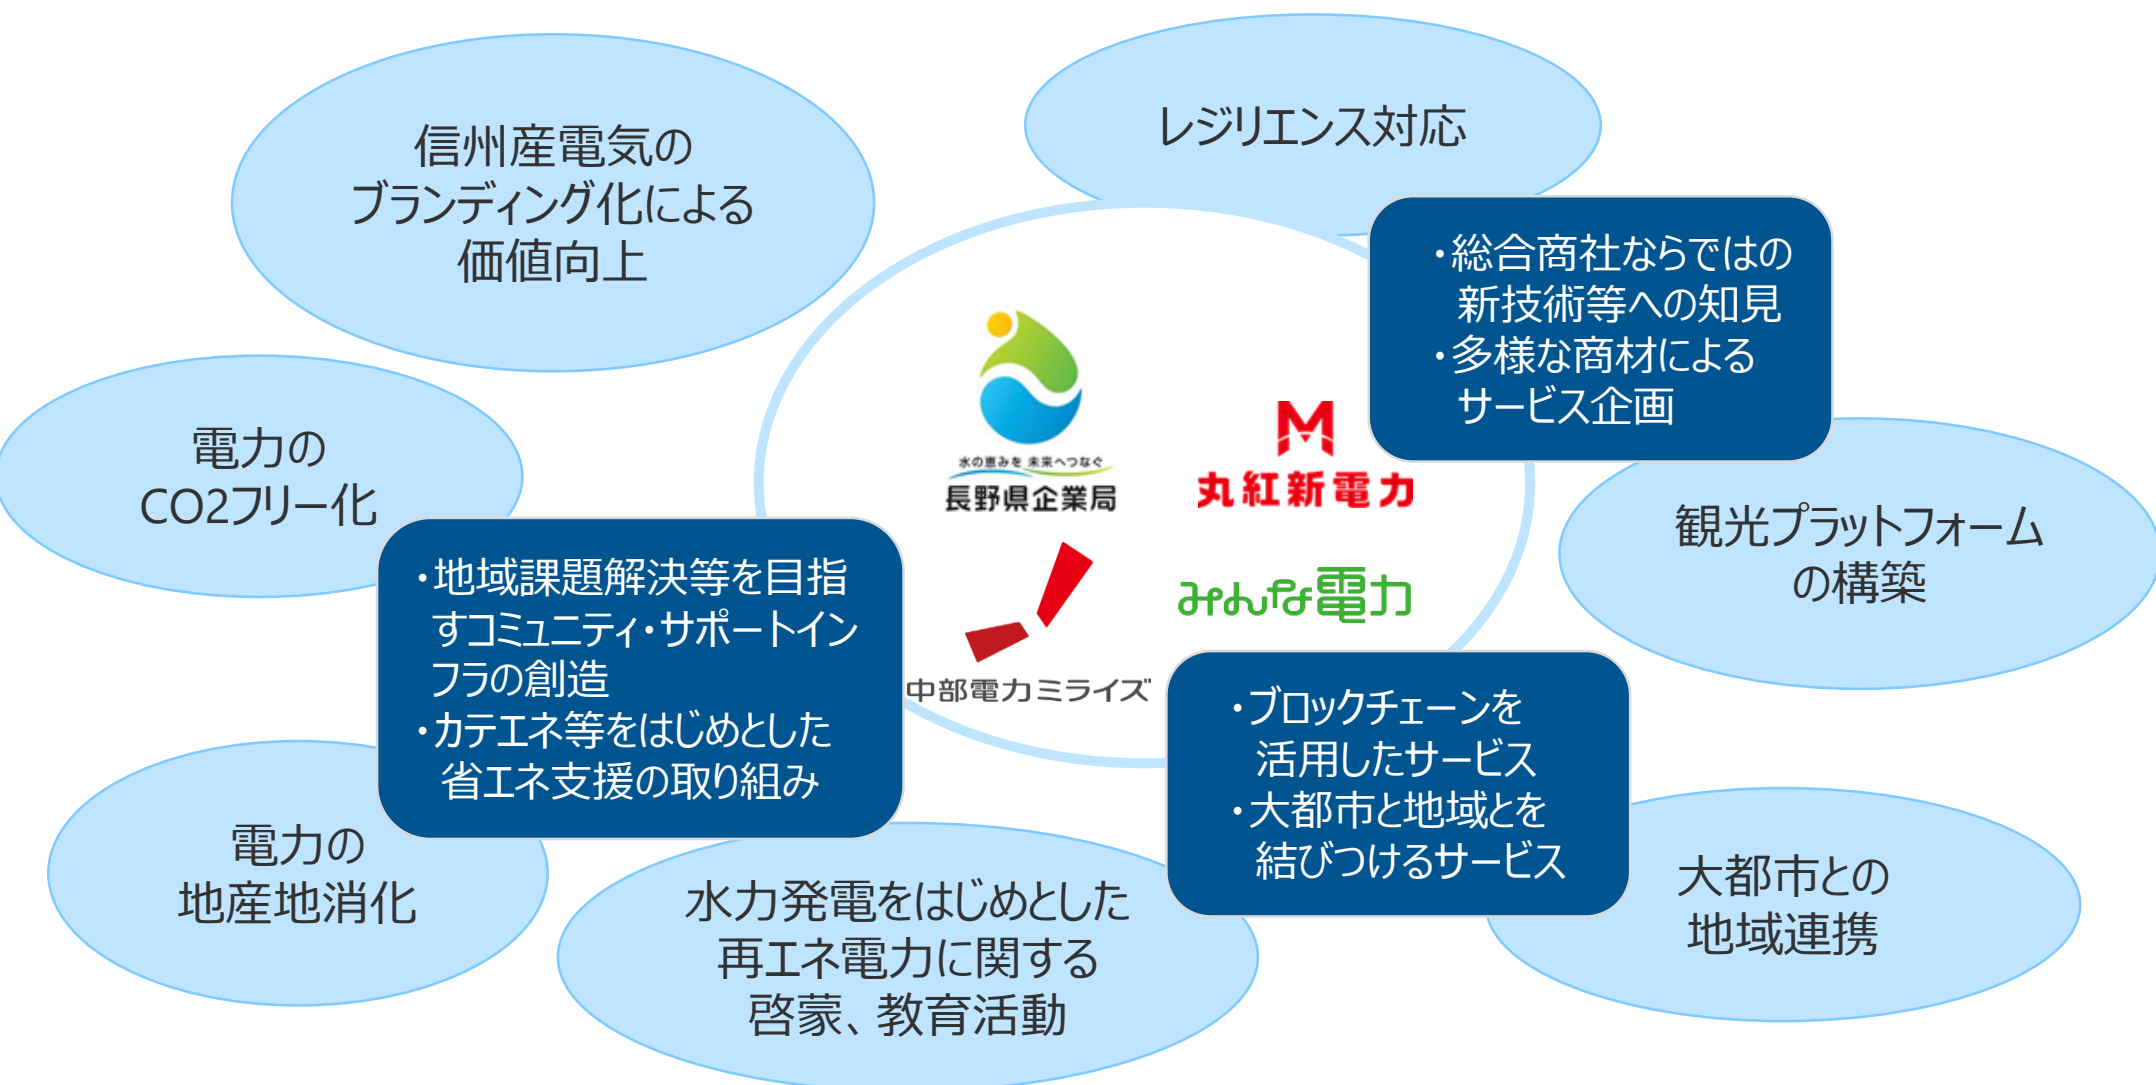 信州産電気の
ブランディング化による
価値向上
レジリエンス対応
・総合商社ならではの
新技術等への知見
・多様な商材による
サービス企画
電力の
CO2フリー化
水の恵みを 未来へつなぐ
長野県企業局
丸紅新電力
観光プラットフォーム
の構築
・地域課題解決等を目指
すコミュニティ・サポートイン
フラの創造
・カテエネ等をはじめとした
省エネ支援の取り組み
みんな電力
中部電力ミライズ
・ブロックチェーンを
活用したサービス
・大都市と地域とを
結びつけるサービス
電力の
地産地消化
水力発電をはじめとした
再エネ電力に関する
啓蒙、教育活動
大都市との
地域連携